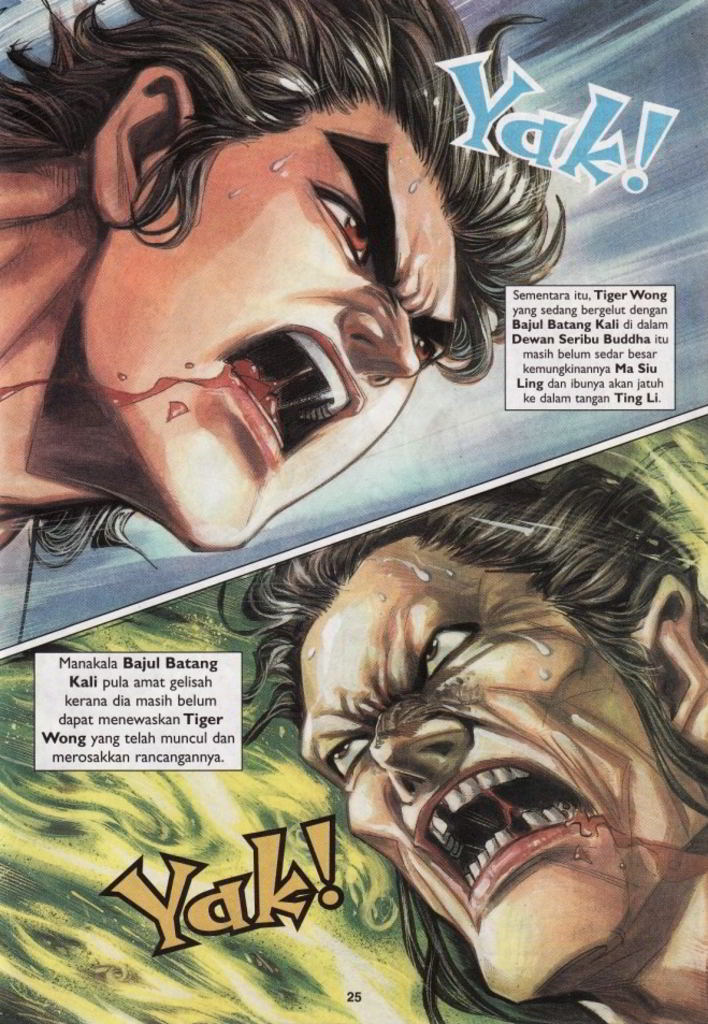 Yak!
Sementara itu, Tiger Wong
yang sedang bergelut dengan
Bajul Batang Kali di dalam
Dewan Seribu Buddha itu
masih belum sedar besar
kemungkinannya Ma Siu
Ling dan ibunya akan jatuh
ke dalam tangan Ting Li.
Manakala Bajul Batang
Kali pula amat gelisah
kerana dia masih belum
dapat menewaskan Tiger
Wong yang telah muncul dan
merosakkan rancangannya.
Yak!
25